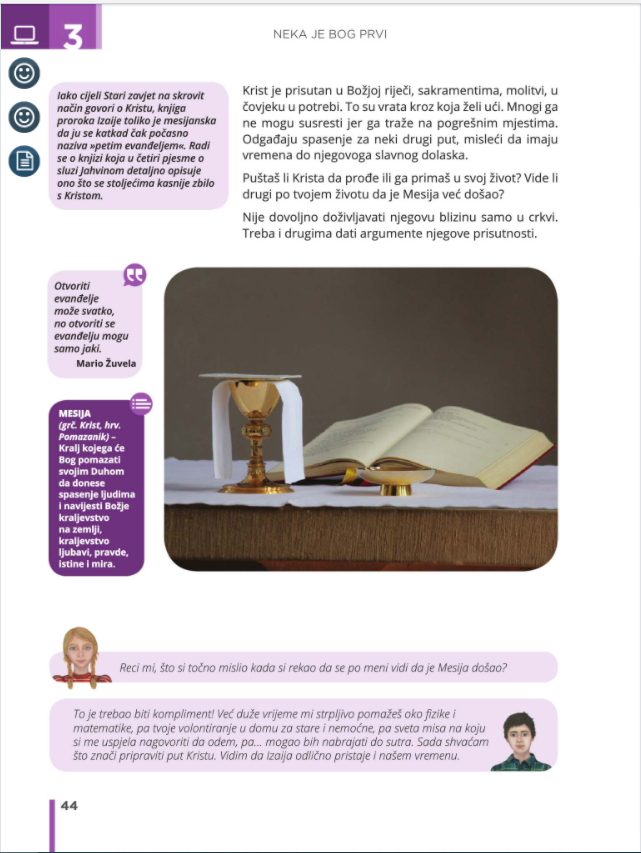 3
NEKA JE BOG PRVI
Iako cijeli Stari zavjet na skrovit
način govori o Kristu, knjiga
proroka Izaije toliko je mesijanska
da ju se katkad čak počasno
naziva »petim evanđeljem«. Radi
se o knjizi koja u četiri pjesme o
sluzi Jahvinom detaljno opisuje
ono što se stoljećima kasnije zbilo
s Kristom.
Krist je prisutan u Božjoj riječi, sakramentima, molitvi, u
čovjeku u potrebi. To su vrata kroz koja želi ući. Mnogi ga
ne mogu susresti jer ga traže na pogrešnim mjestima.
Odgađaju spasenje za neki drugi put, misleći da imaju
vremena do njegovoga slavnog dolaska.
Puštaš li Krista da prođe ili ga primaš u svoj život? Vide li
drugi po tvojem životu da je Mesija već došao?
Nije dovoljno doživljavati njegovu blizinu samo u crkvi.
Treba i drugima dati argumente njegove prisutnosti.
Otvoriti
evanđelje
može svatko,
no otvoriti se
evanđelju mogu
samo jaki.
Mario Žuvela
MESIJA
(grč. Krist, hrv.
Pomazanik) –
Kralj kojega će
Bog pomazati
svojim Duhom
da donese
spasenje ljudima
i navijesti Božje
kraljevstvo
na zemlji,
kraljevstvo
ljubavi, pravde,
istine i mira.
Reci mi, što si točno mislio kada si rekao da se po meni vidi da je Mesija došao?
To je trebao biti kompliment! Već duže vrijeme mi strpljivo pomažeš oko fizike i
matematike, pa tvoje volontiranje u domu za stare i nemoćne, pa sveta misa na koju
si me uspjela nagovoriti da odem, pa... mogao bih nabrajati do sutra. Sada shvaćam
što znači pripraviti put Kristu. Vidim da Izaija odlično pristaje i našem vremenu.
44